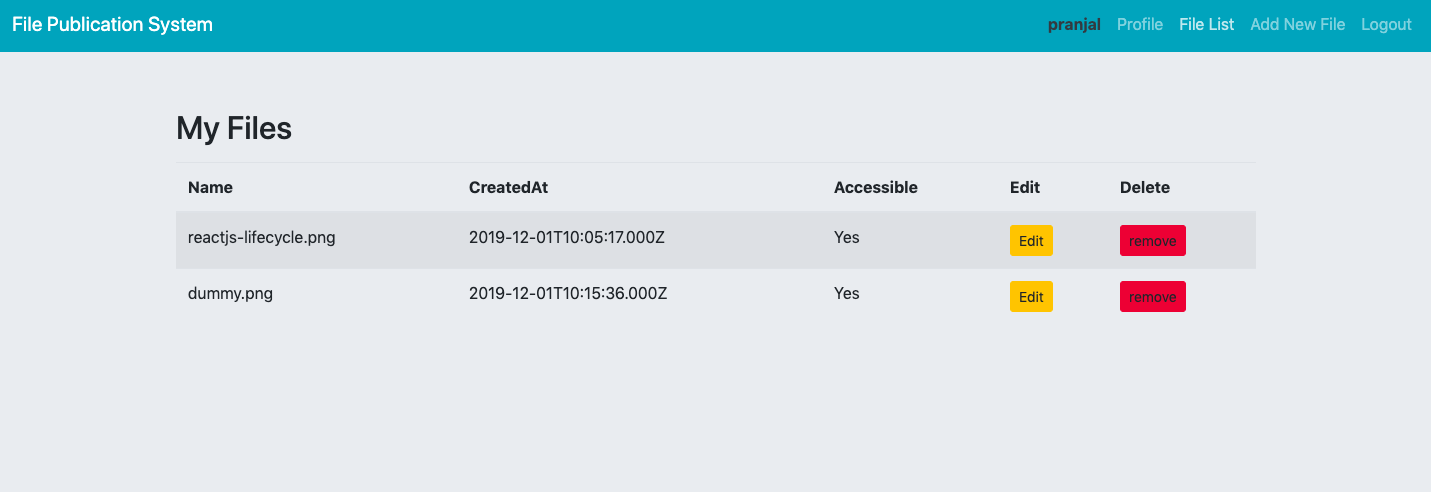 File Publication System pranjal Profile File List Add New File Logout
My Files
Name CreatedAt Accessible Edit Delete
reactjs-lifecycle.png 2019-12-01T10:05:17.000Z Yes Edit remove
dummy.png 2019-12-01T10:15:36.000Z Yes Edit remove